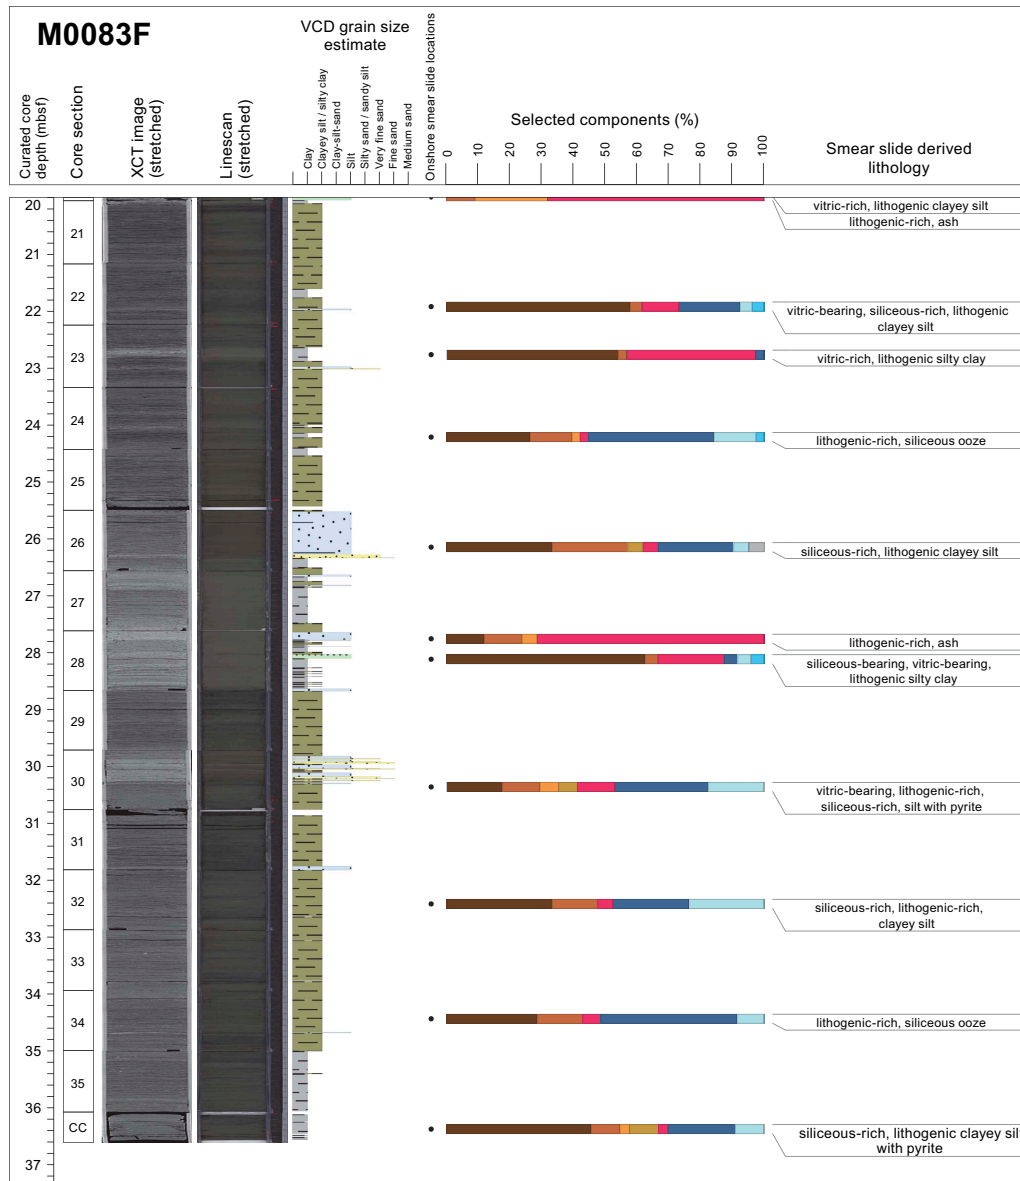 M0083F
VCD grain size
estimate
Curated core
depth (mbsf)
Core section
XCT image
(stretched)
Linescan
(stretched)
Clay
Clayey silt / silty clay
Clay-silt-sand
Silt
Silty sand / sandy silt
Very fine sand
Fine sand
Medium sand
Onshore smear slide locations
Selected components (%)
0
10
20
30
40
50
60
70
80
90
100
Smear slide derived
lithology
20
21
22
23
24
25
26
27
28
29
30
31
32
33
34
35
36
37
21
22
23
24
25
26
27
28
29
30
31
32
33
34
35
CC
vitric-rich, lithogenic clayey silt
lithogenic-rich, ash
vitric-bearing, siliceous-rich, lithogenic
clayey silt
vitric-rich, lithogenic silty clay
lithogenic-rich, siliceous ooze
siliceous-rich, lithogenic clayey silt
lithogenic-rich, ash
siliceous-bearing, vitric-bearing,
lithogenic silty clay
vitric-bearing, lithogenic-rich,
siliceous-rich, silt with pyrite
siliceous-rich, lithogenic-rich,
clayey silt
lithogenic-rich, siliceous ooze
siliceous-rich, lithogenic clayey sil
with pyrite